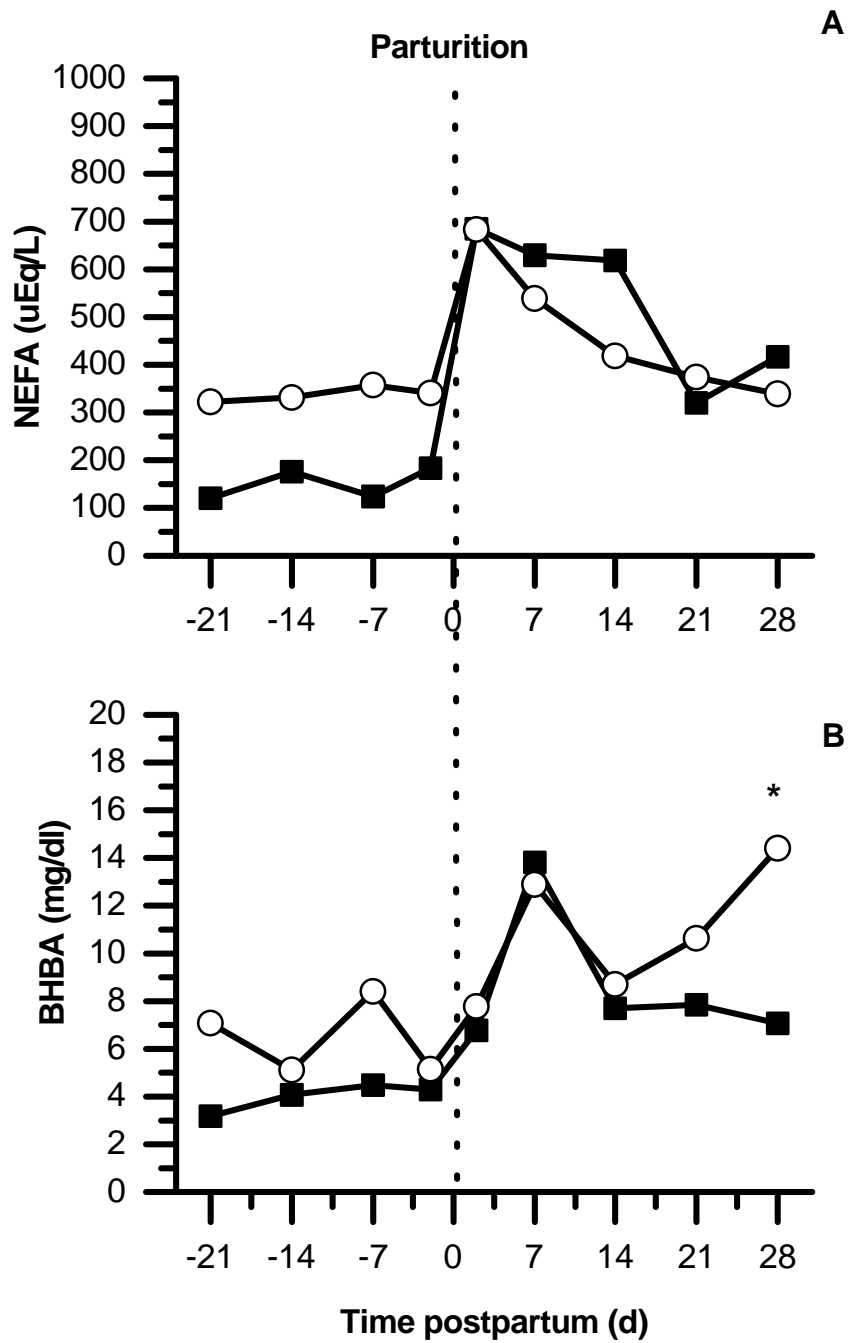 A
Parturition
1000
900
800
700
600
500
400
300
200
100
0
NEFA (uEq/L)
-21 -14 -7 0 7 14 21 28
B
20
18
16
14
12
10
8
6
4
2
0
BHBA (mg/dl)
*
-21 -14 -7 0 7 14 21 28
Time postpartum (d)